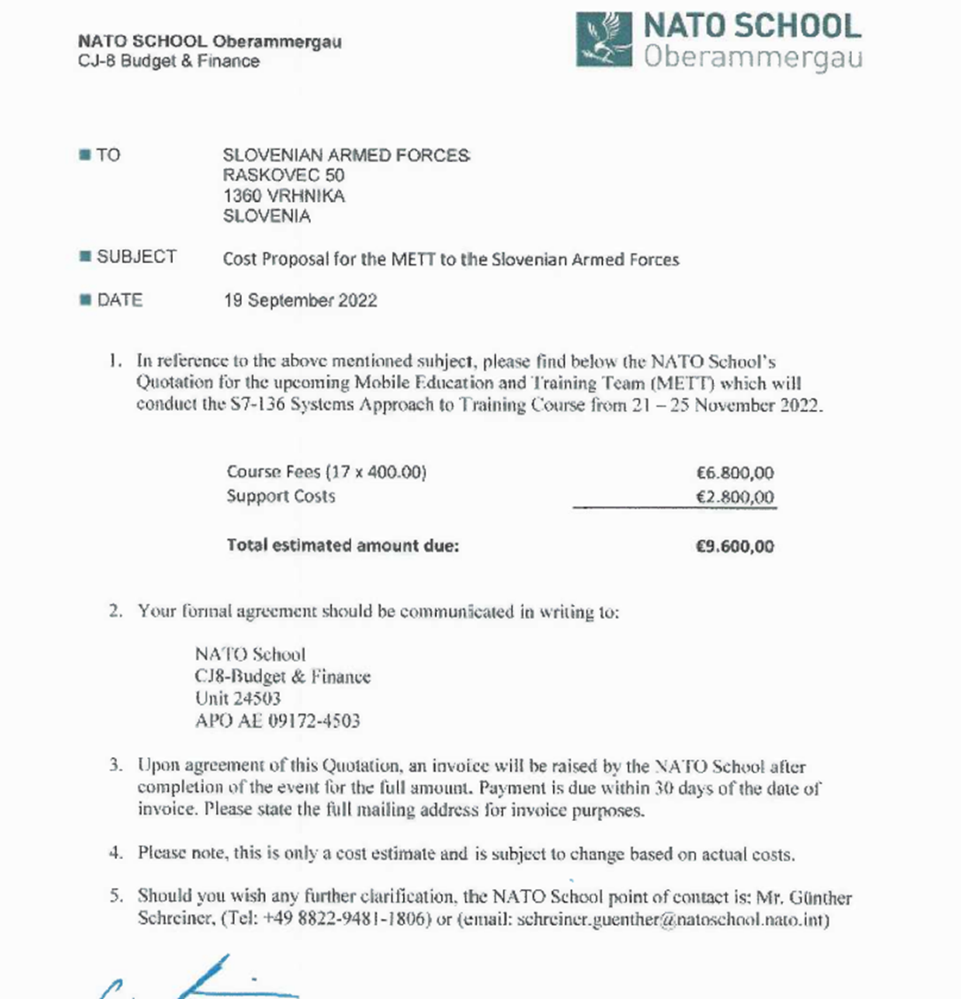 NATO SCHOOL Oberammergau
CJ-8 Budget & Finance
NATO SCHOOL
Oberammergau
TO
SLOVENIAN ARMED FORCES
RASKOVEC 50
1360 VRHNIKA
SLOVENIA
SUBJECT
Cost Proposal for the METT to the Slovenian Armed Forces
DATE
19 September 2022
1. In reference to the above mentioned subject, please find below the NATO School's
Quotation for the upcoming Mobile Education and Training Team (METT) which will
conduct the S7-136 Systems Approach to Training Course from 21 – 25 November 2022.
Course Fees (17 x 400.00) €6.800,00
Support Costs €2.800,00
Total estimated amount due: €9.600,00
2. Your formal agreement should be communicated in writing to:
NATO School
CJ8-Budget & Finance
Unit 24503
APO AE 09172-4503
3. Upon agreement of this Quotation, an invoice will be raised by the NATO School after
completion of the event for the full amount. Payment is due within 30 days of the date of
invoice. Please state the full mailing address for invoice purposes.
4. Please note, this is only a cost estimate and is subject to change based on actual costs.
5. Should you wish any further clarification, the NATO School point of contact is: Mr. Günther
Schreiner, (Tel: +49 8822-9481-1806) or (email: schreiner.guenther@natoschool.nato.int)